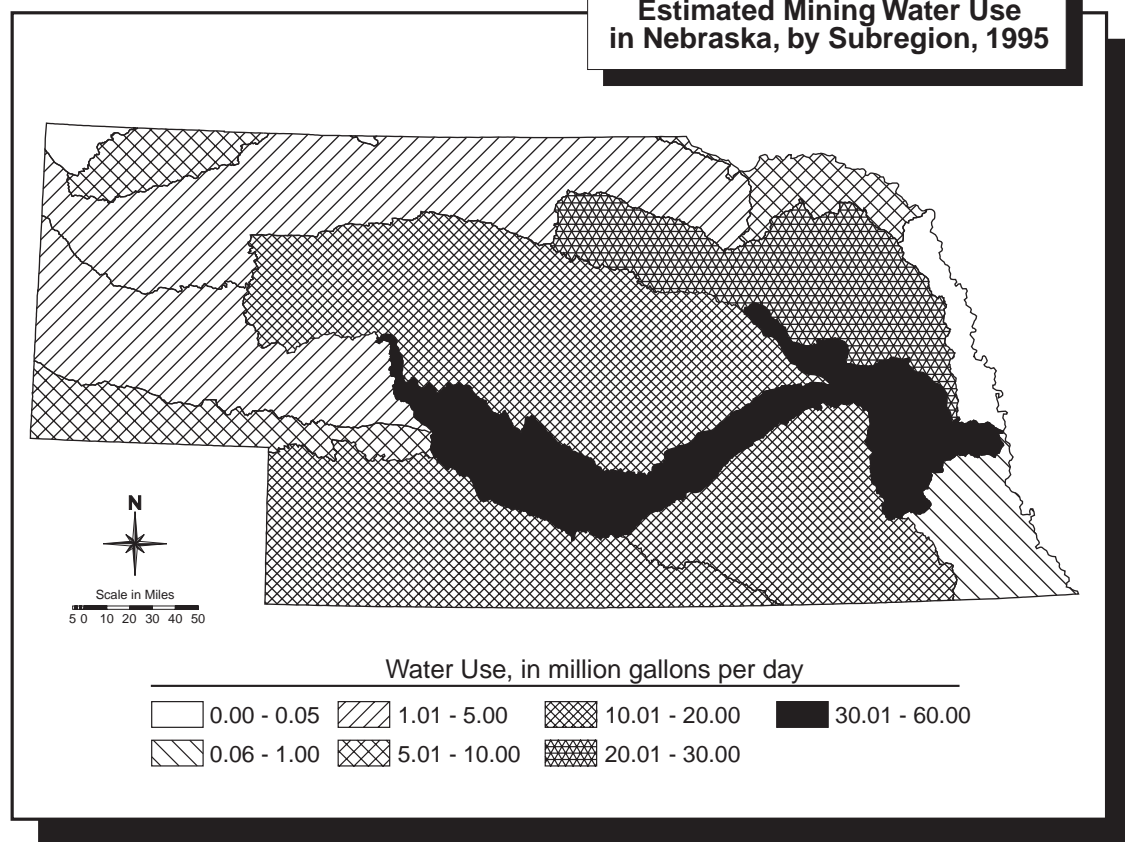 Estimated Mining Water Use
in Nebraska, by Subregion, 1995
N
Scale in Miles
5 0 10 20 30 40 50
Water Use, in million gallons per day
0.00 - 0.05 1.01 - 5.00 10.01 - 20.00 30.01 - 60.00
0.06 - 1.00 5.01 - 10.00 20.01 - 30.00